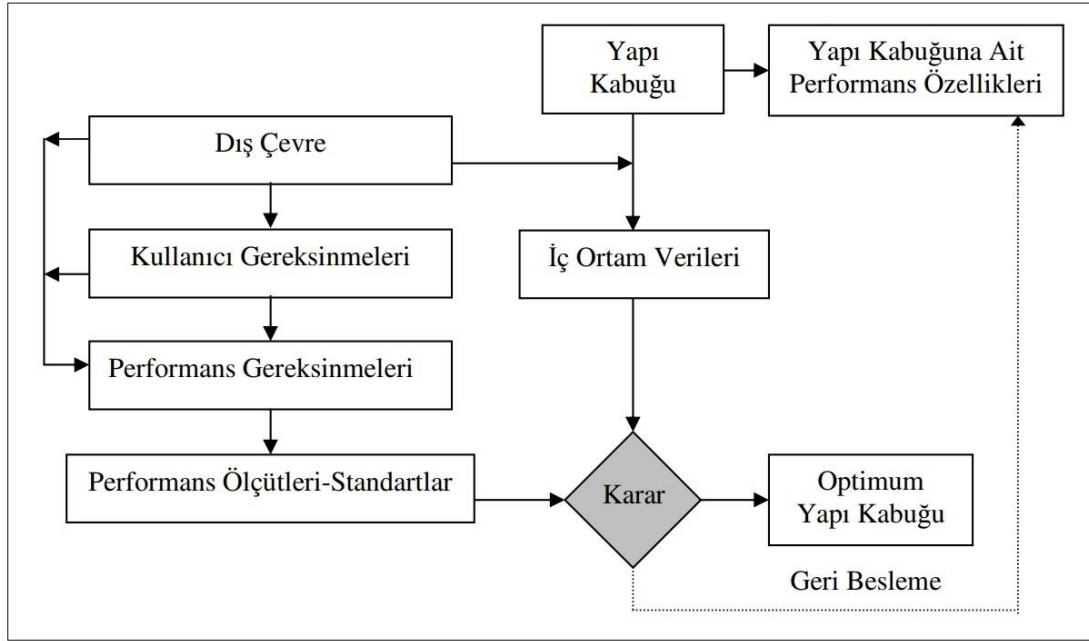 Yapı
Kabuğu
Yapı Kabuğuna Ait
Performans Özellikleri
Dış Çevre
Kullanıcı Gereksinmeleri
İç Ortam Verileri
Performans Gereksinmeleri
Performans Ölçütleri-Standartlar
Karar
Optimum
Yapı Kabuğu
Geri Besleme